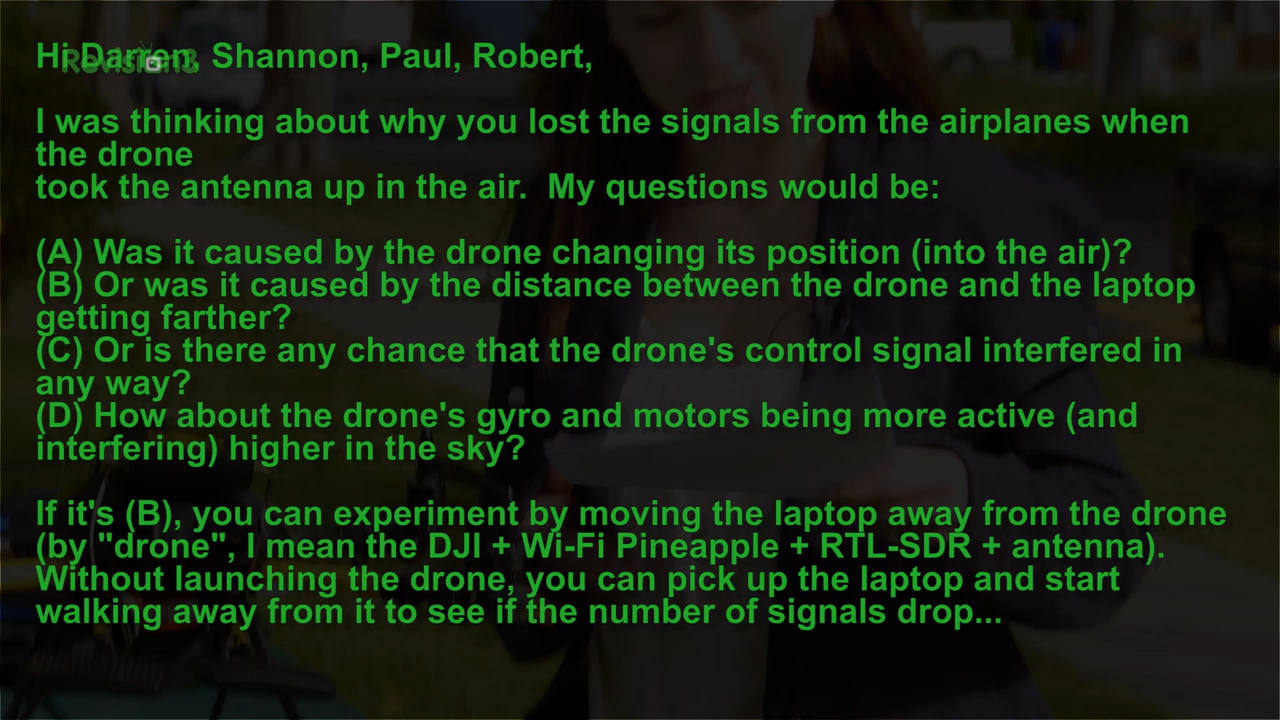 Hi Darren, Shannon, Paul, Robert,
I was thinking about why you lost the signals from the airplanes when
the drone
took the antenna up in the air.  My questions would be:
(A) Was it caused by the drone changing its position (into the air)?
(B) Or was it caused by the distance between the drone and the laptop
getting farther?
(C) Or is there any chance that the drone's control signal interfered in
any way?
(D) How about the drone's gyro and motors being more active (and
interfering) higher in the sky?
If it's (B), you can experiment by moving the laptop away from the drone
(by "drone", I mean the DJI + Wi-Fi Pineapple + RTL-SDR + antenna).
Without launching the drone, you can pick up the laptop and start
walking away from it to see if the number of signals drop...
Revision3